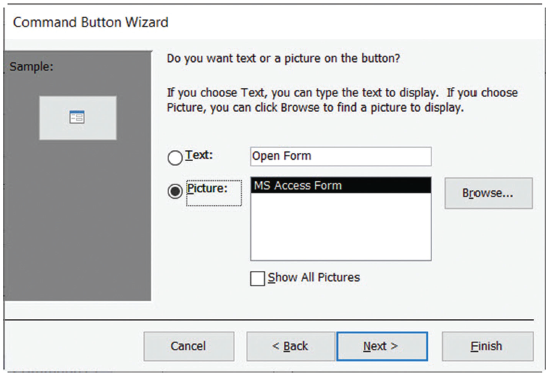 Command Button Wizard
Sample:
Do you want text or a picture on the button?
If you choose Text, you can type the text to display.  If you choose
Picture, you can click Browse to find a picture to display.
Text:
Open Form
Picture:
MS Access Form
Browse...
Show All Pictures
Cancel
< Back
Next >
Finish